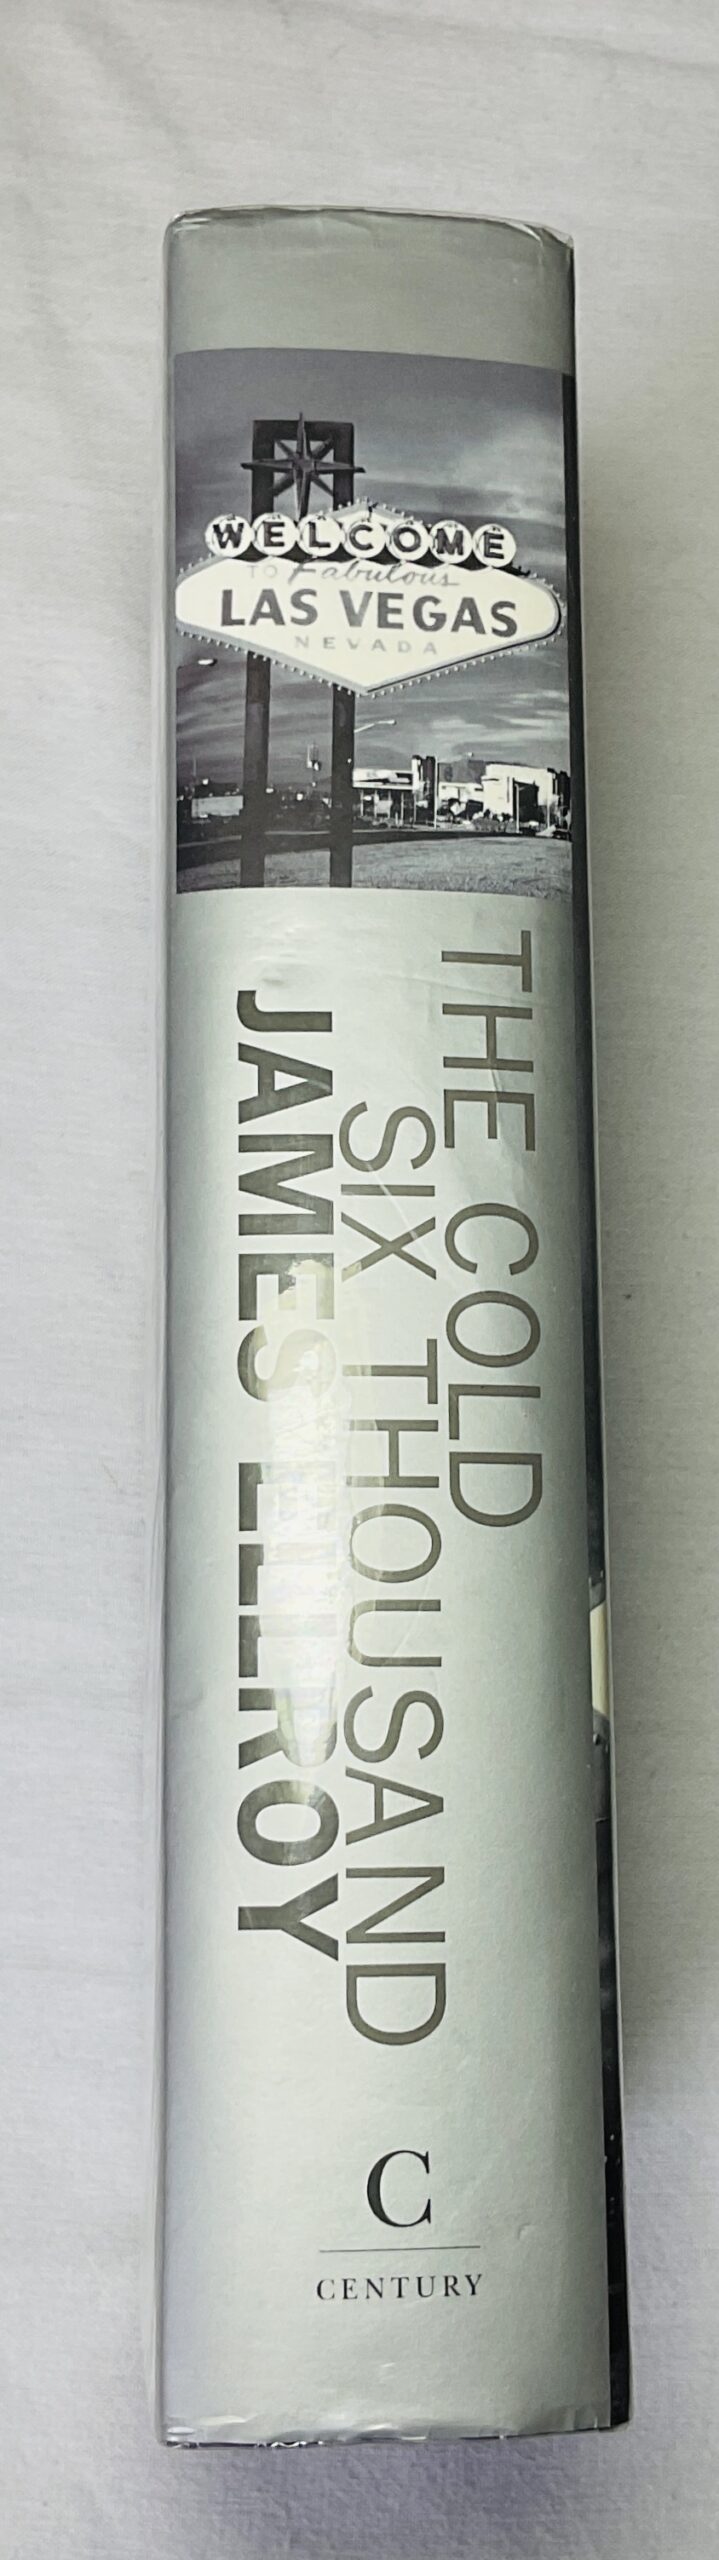 WELCOME
TO Fabulous
LAS VEGAS
NEVADA
THE COLD
SIX THOUSAND
JAMES ELLROY
C
CENTURY